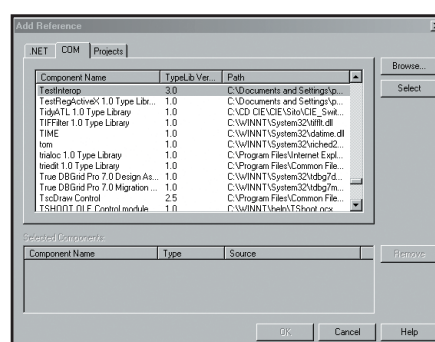 Add Reference
.NET COM Projects
Browse...
Select
Component Name TypeLib Ver... Path
TestInterop 3.0 C:\Documents and Settings\p...
TestRegActiveX 1.0 Type Libr... 1.0 C:\Documents and Settings\p...
TidyATL 1.0 Type Library 1.0 C:\CD CIE\CIE\Sito\CIE_Swit...
TIFFilter 1.0 Type Library 1.0 C:\WINNT\System32\tifflt.dll
TIME 1.0 C:\WINNT\System32\datime.dll
tom 1.0 C:\WINNT\System32\riched2...
trialoc 1.0 Type Library 1.0 C:\Program Files\Internet Expl...
triedit 1.0 Type Library 1.0 C:\Program Files\Common File...
True DBGrid Pro 7.0 Design As... 1.0 C:\WINNT\System32\tdbg7d...
True DBGrid Pro 7.0 Migration ... 1.0 C:\WINNT\System32\tdbg7m...
TscDraw Control 2.5 C:\Program Files\Common File...
TSHOOT OLE Control module 1.0 C:\WINNT\help\TShoot.ocx
Selected Components:
Component Name Type Source
Remove
OK Cancel Help